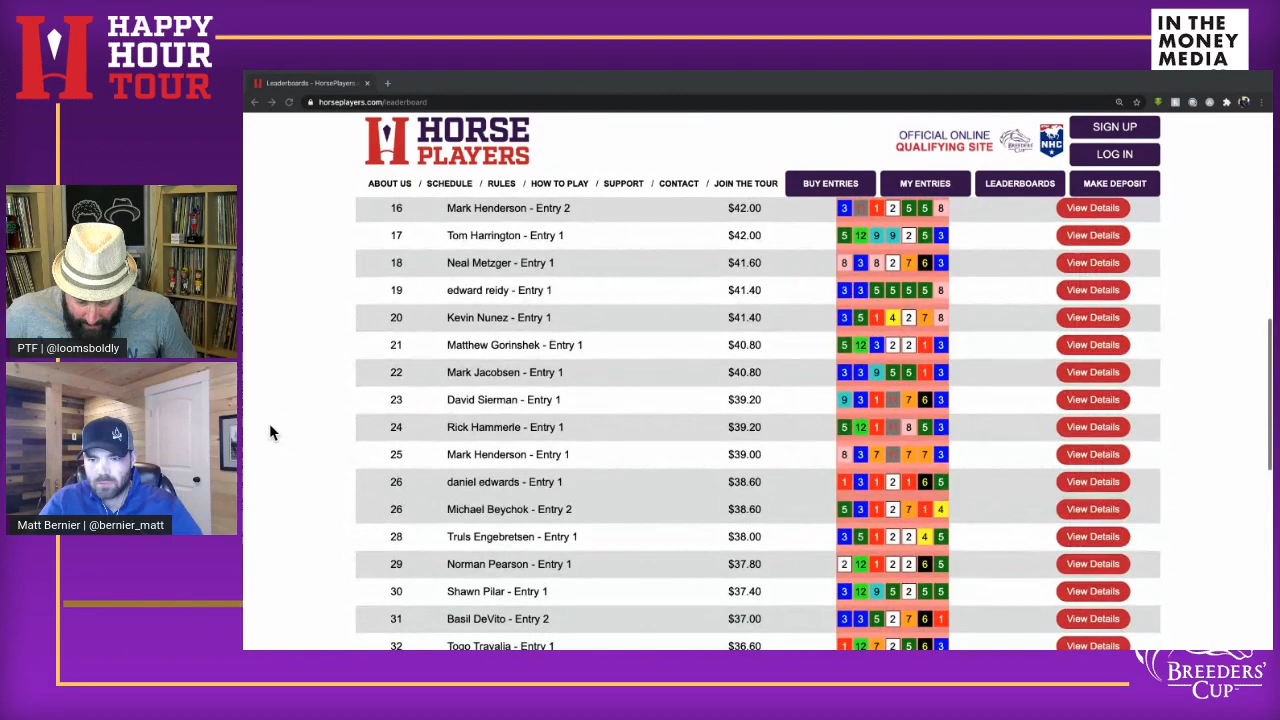 HAPPY
HOUR
TOUR
IN THE
MONEY
MEDIA
Leaderboards - HorsePlayers
horseplayers.com/leaderboard
HORSE
PLAYERS
OFFICIAL ONLINE
QUALIFYING SITE
NHC
SIGN UP
LOG IN
ABOUT US / SCHEDULE / RULES / HOW TO PLAY / SUPPORT / CONTACT / JOIN THE TOUR
BUY ENTRIES
MY ENTRIES
LEADERBOARDS
MAKE DEPOSIT
16 Mark Henderson - Entry 2 $42.00 3 1 2 5 5 8 View Details
17 Tom Harrington - Entry 1 $42.00 5 12 9 9 2 5 3 View Details
18 Neal Metzger - Entry 1 $41.60 8 3 8 2 7 6 3 View Details
19 edward reidy - Entry 1 $41.40 3 3 5 5 5 5 8 View Details
20 Kevin Nunez - Entry 1 $41.40 3 5 1 4 2 7 8 View Details
21 Matthew Gorinshek - Entry 1 $40.80 5 12 3 2 2 1 3 View Details
22 Mark Jacobsen - Entry 1 $40.80 3 3 9 5 5 1 3 View Details
23 David Sierman - Entry 1 $39.20 9 3 1 7 6 3 View Details
24 Rick Hammerle - Entry 1 $39.20 5 12 1 8 5 3 View Details
25 Mark Henderson - Entry 1 $39.00 8 3 7 7 7 3 View Details
26 daniel edwards - Entry 1 $38.60 1 3 1 2 1 6 5 View Details
26 Michael Beychok - Entry 2 $38.60 5 3 1 2 7 1 4 View Details
28 Truls Engebretsen - Entry 1 $38.00 3 5 1 2 2 4 5 View Details
29 Norman Pearson - Entry 1 $37.80 2 12 1 2 2 6 5 View Details
30 Shawn Pilar - Entry 1 $37.40 3 12 9 5 2 5 5 View Details
31 Basil DeVito - Entry 2 $37.00 3 3 5 2 7 6 1 View Details
32 Togo Travalia - Entry 1 $36.60 1 12 7 2 5 6 3 View Details
PTF | @loomsboldly
Matt Bernier | @bernier_matt
BREEDERS'
CUP